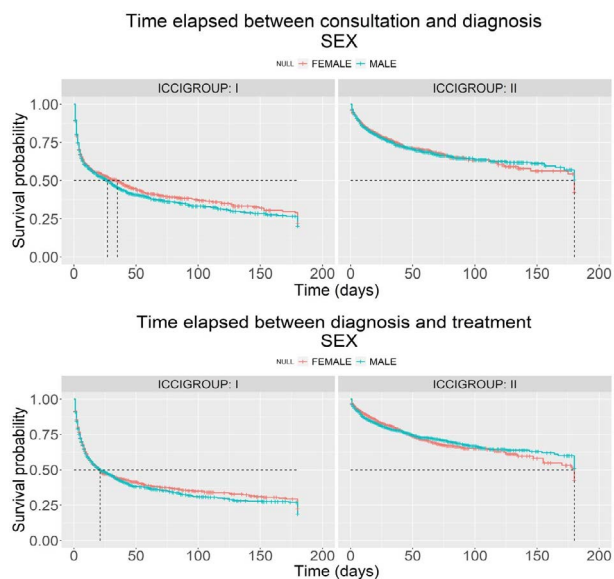 Time elapsed between consultation and diagnosis
SEX
NULL FEMALE MALE
ICCIGROUP: I ICCIGROUP: II
Survival probability
1.00
0.75
0.50
0.25
0.00
0 50 100 150 200 0 50 100 150 200
Time (days)
Time elapsed between diagnosis and treatment
SEX
NULL FEMALE MALE
ICCIGROUP: I ICCIGROUP: II
Survival probability
1.00
0.75
0.50
0.25
0.00
0 50 100 150 200 0 50 100 150 200
Time (days)